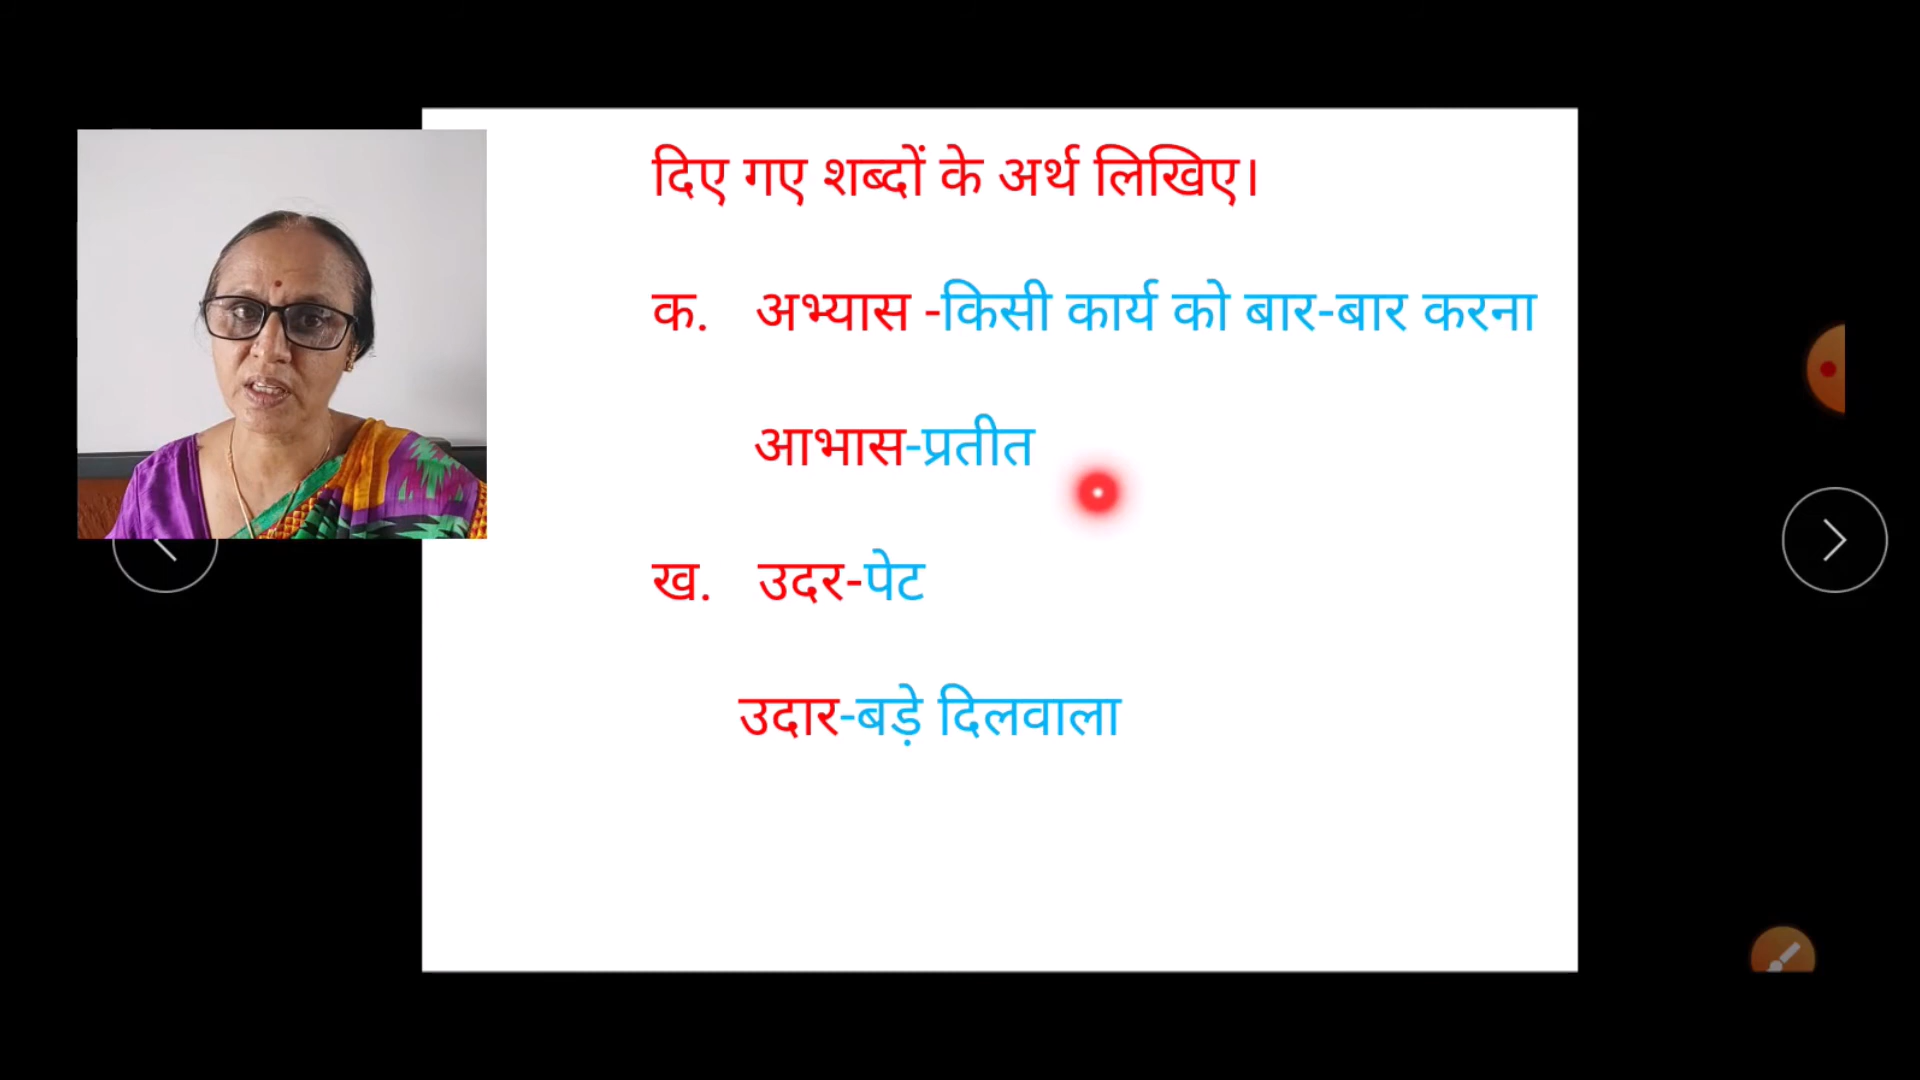 दिए गए शब्दों के अर्थ लिखिए।
क. अभ्यास -किसी कार्य को बार-बार करना
आभास-प्रतीत
ख. उदर-पेट
उदार-बड़े दिलवाला